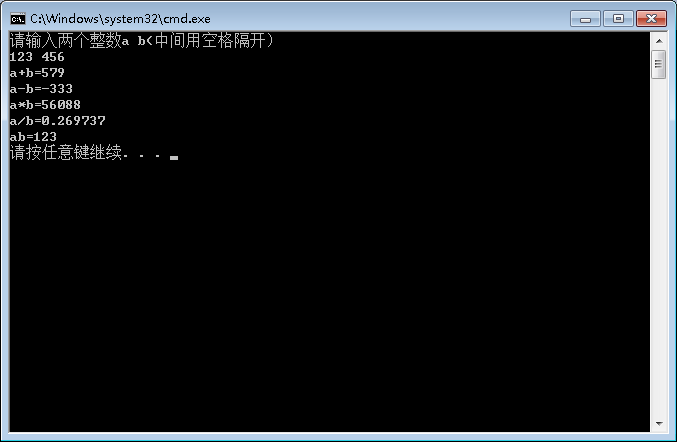 C:\Windows\system32\cmd.exe
请输入两个整数a b(中间用空格隔开)
123 456
a+b=579
a-b=-333
a*b=56088
a/b=0.269737
ab=123
请按任意键继续. . .